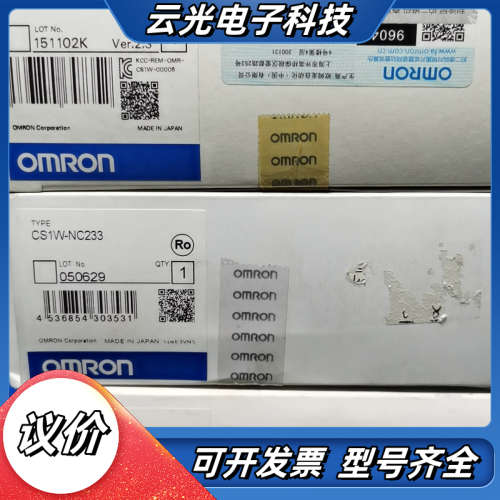 云光电子科技
LOT No.
151102K Ver.2.3
KCC-REM-OMR-
CS1W-00006
OMRON Corporation MADE IN JAPAN
OMRON
OMRON
OMRON
OMRON
OMRON
TYPE
CS1W-NC233
Ro
LOT No.
050629
QTY
1
4 536854 303531
OMRON Corporation MADE IN JAPAN
OMRON
OMRON
OMRON
OMRON
OMRON
OMRON
OMRON
议价
可开发票 型号齐全